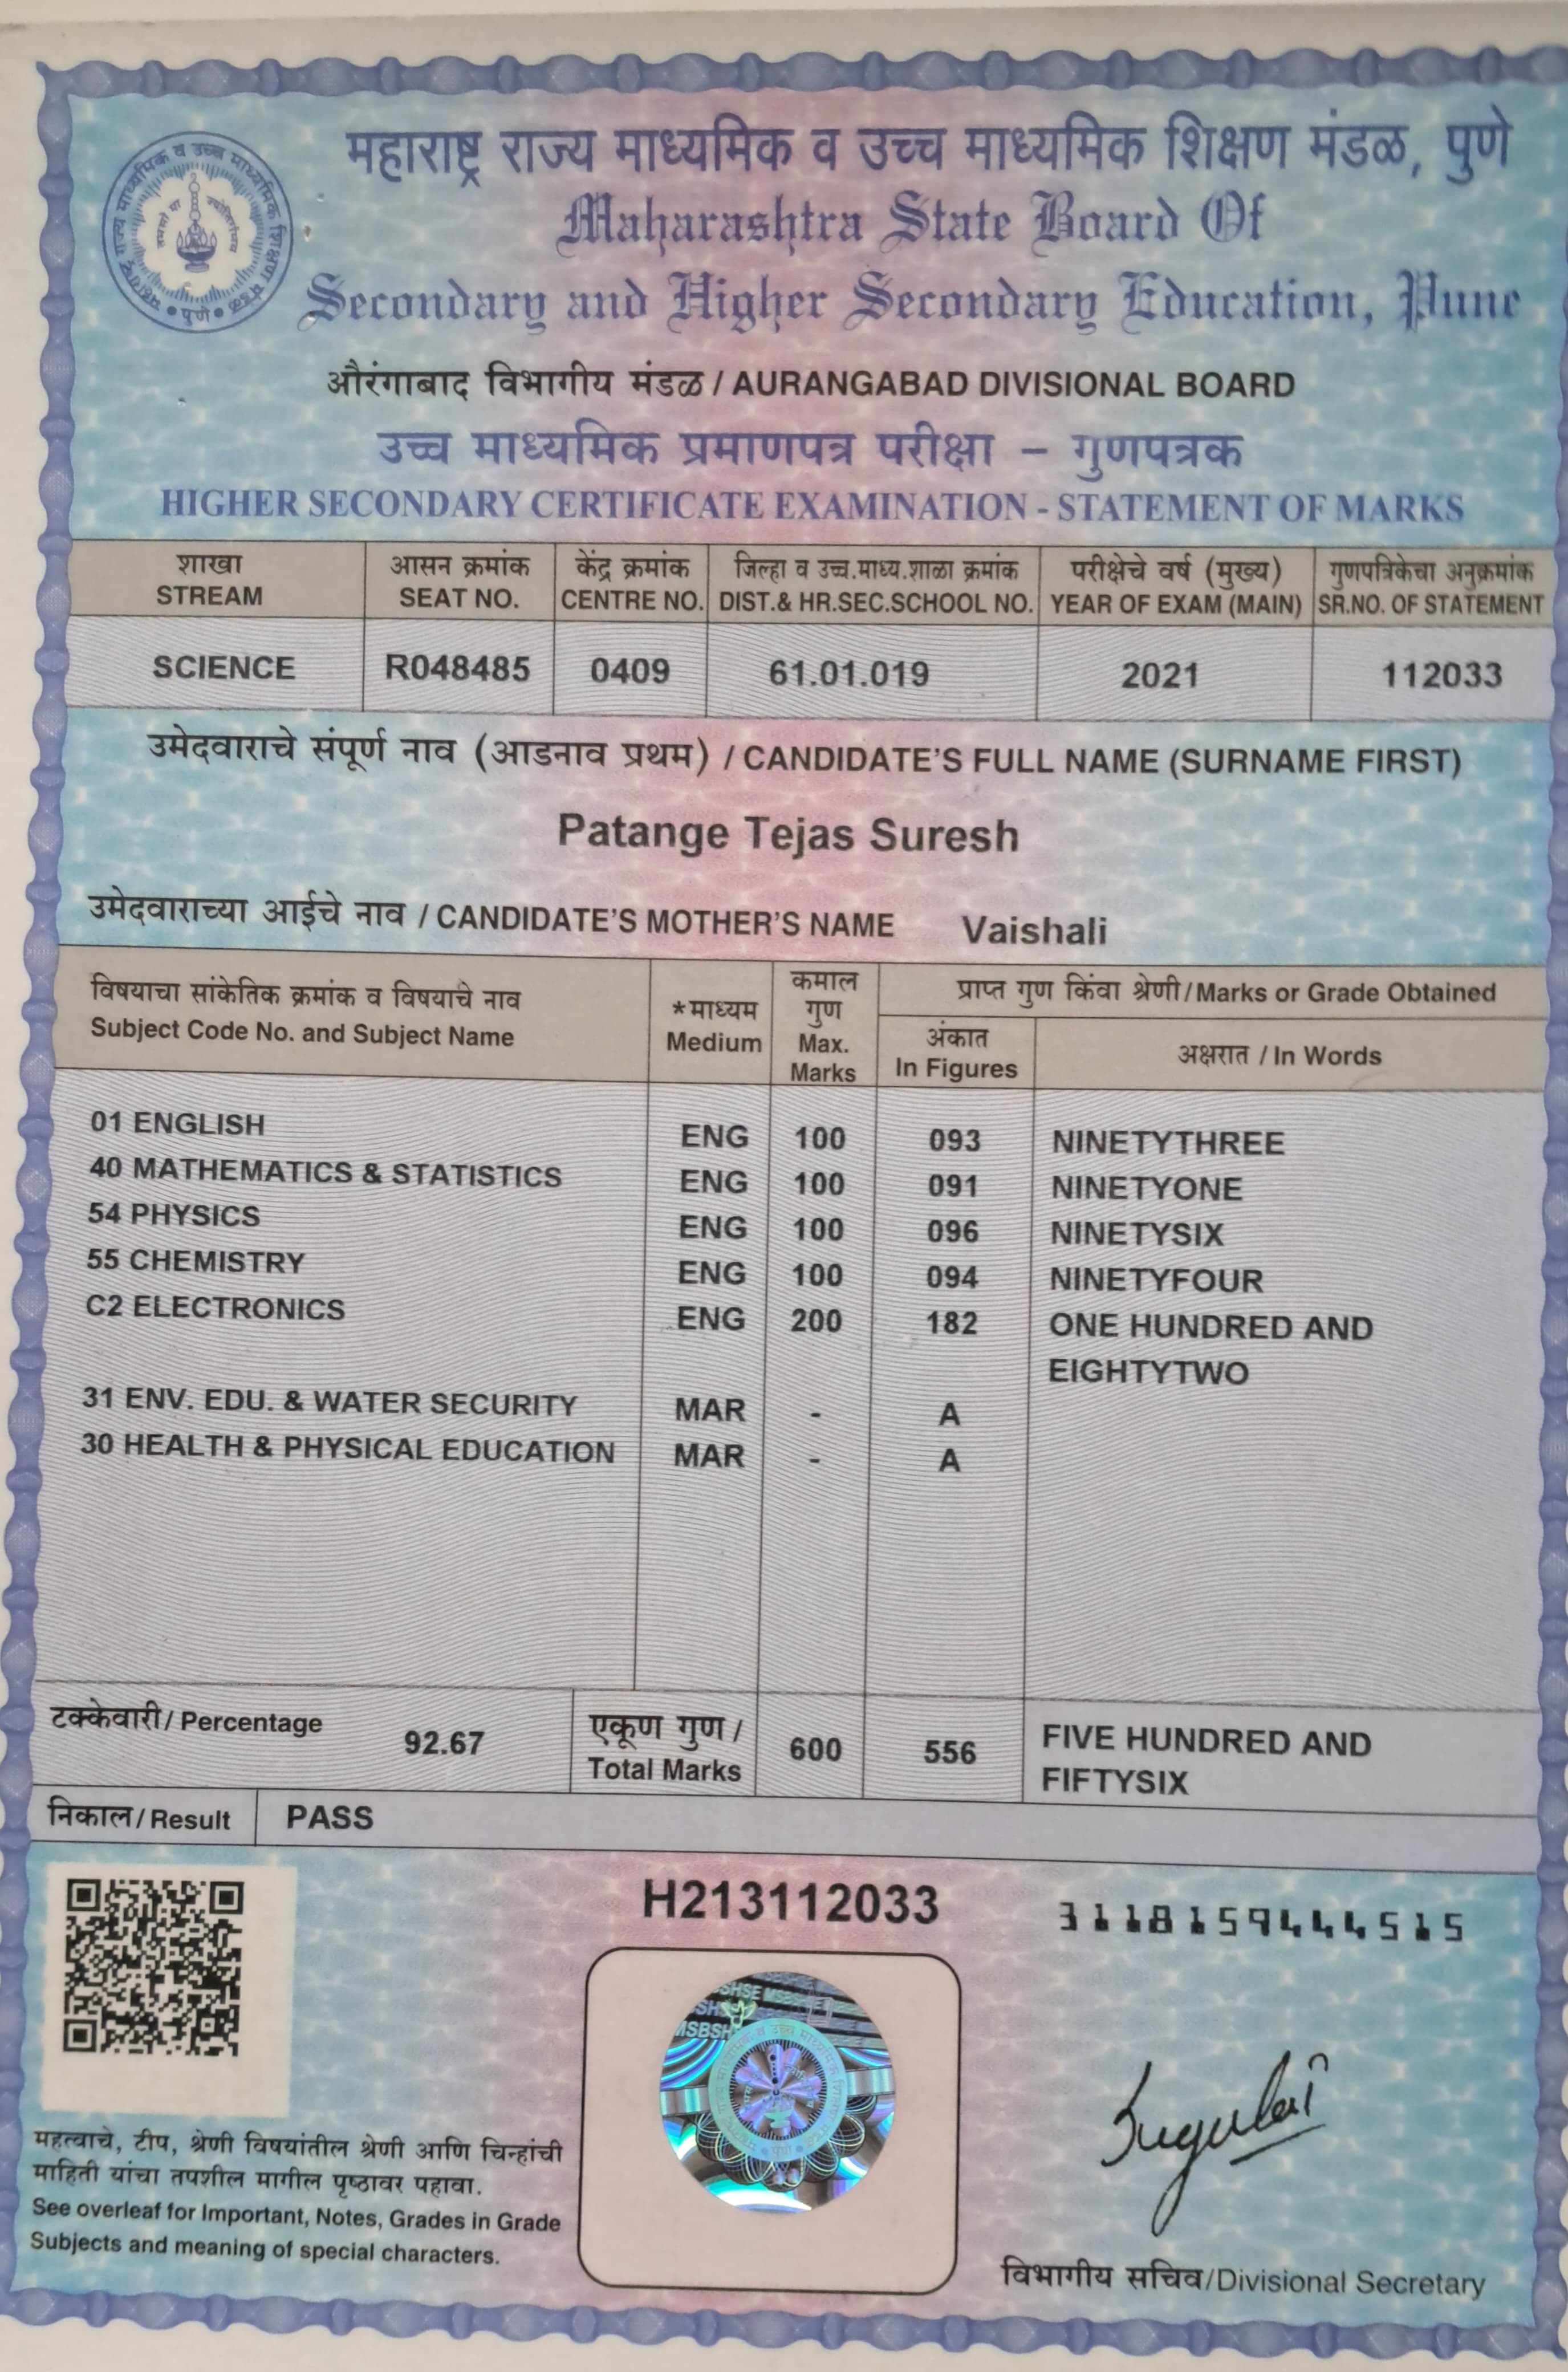 महाराष्ट्र राज्य माध्यमिक व उच्च माध्यमिक शिक्षण मंडळ, पुणे
Maharashtra State Board Of
Secondary and Higher Secondary Education, Pune
महाराष्ट्र राज्य माध्यमिक व उच्च माध्यमिक शिक्षण मंडळ • पुणे •
तमसो मा ज्योतिर्गमय
औरंगाबाद विभागीय मंडळ / AURANGABAD DIVISIONAL BOARD
उच्च माध्यमिक प्रमाणपत्र परीक्षा – गुणपत्रक
HIGHER SECONDARY CERTIFICATE EXAMINATION - STATEMENT OF MARKS
शाखा आसन क्रमांक केंद्र क्रमांक जिल्हा व उच्च.माध्य.शाळा क्रमांक परीक्षेचे वर्ष (मुख्य) गुणपत्रिकेचा अनुक्रमांक
STREAM SEAT NO. CENTRE NO. DIST.& HR.SEC.SCHOOL NO. YEAR OF EXAM (MAIN) SR.NO. OF STATEMENT
SCIENCE R048485 0409 61.01.019 2021 112033
उमेदवाराचे संपूर्ण नाव (आडनाव प्रथम) / CANDIDATE'S FULL NAME (SURNAME FIRST)
Patange Tejas Suresh
उमेदवाराच्या आईचे नाव / CANDIDATE'S MOTHER'S NAME Vaishali
विषयाचा सांकेतिक क्रमांक व विषयाचे नाव
Subject Code No. and Subject Name
*माध्यम
Medium
कमाल
गुण
Max.
Marks
प्राप्त गुण किंवा श्रेणी/Marks or Grade Obtained
अंकात
In Figures
अक्षरात / In Words
01 ENGLISH ENG 100 093 NINETYTHREE
40 MATHEMATICS & STATISTICS ENG 100 091 NINETYONE
54 PHYSICS ENG 100 096 NINETYSIX
55 CHEMISTRY ENG 100 094 NINETYFOUR
C2 ELECTRONICS ENG 200 182 ONE HUNDRED AND
EIGHTYTWO
31 ENV. EDU. & WATER SECURITY MAR - A
30 HEALTH & PHYSICAL EDUCATION MAR - A
टक्केवारी/ Percentage 92.67
एकूण गुण /
Total Marks
600 556
FIVE HUNDRED AND
FIFTYSIX
निकाल/ Result PASS
H213112033
3118159444515
महत्वाचे, टीप, श्रेणी विषयांतील श्रेणी आणि चिन्हांची
माहिती यांचा तपशील मागील पृष्ठावर पहावा.
See overleaf for Important, Notes, Grades in Grade
Subjects and meaning of special characters.
विभागीय सचिव/Divisional Secretary